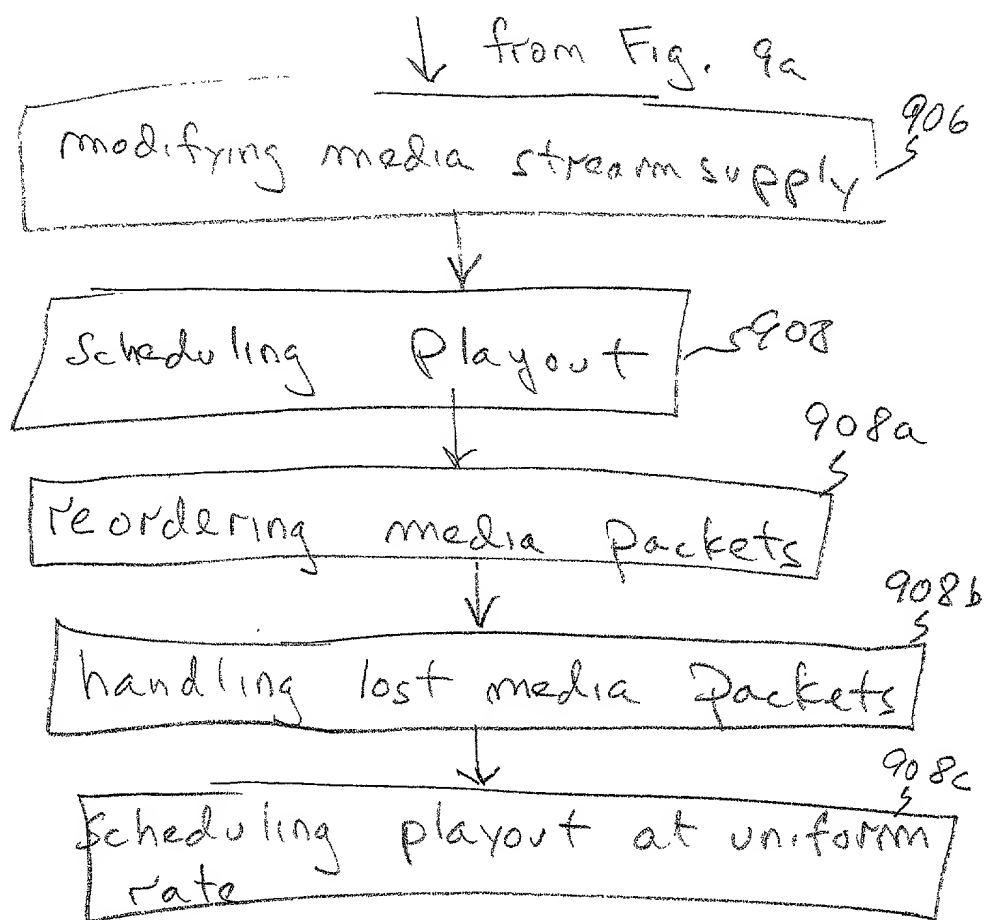 from Fig. 9a
906
modifying media stream supply
scheduling playout
908
908a
reordering media packets
908b
handling lost media packets
908c
scheduling playout at uniform
rate